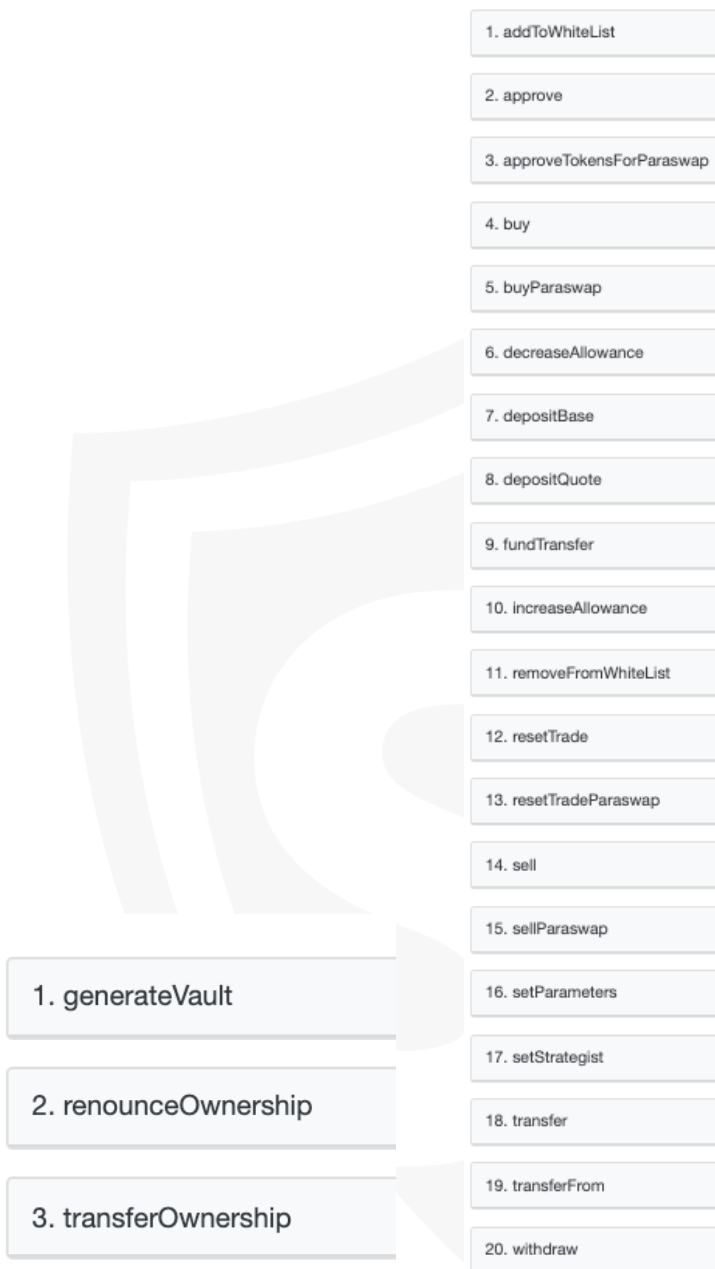 1. generateVault
2. renounceOwnership
3. transferOwnership
1. addToWhiteList
2. approve
3. approveTokensForParaswap
4. buy
5. buyParaswap
6. decreaseAllowance
7. depositBase
8. depositQuote
9. fundTransfer
10. increaseAllowance
11. removeFromWhiteList
12. resetTrade
13. resetTradeParaswap
14. sell
15. sellParaswap
16. setParameters
17. setStrategist
18. transfer
19. transferFrom
20. withdraw